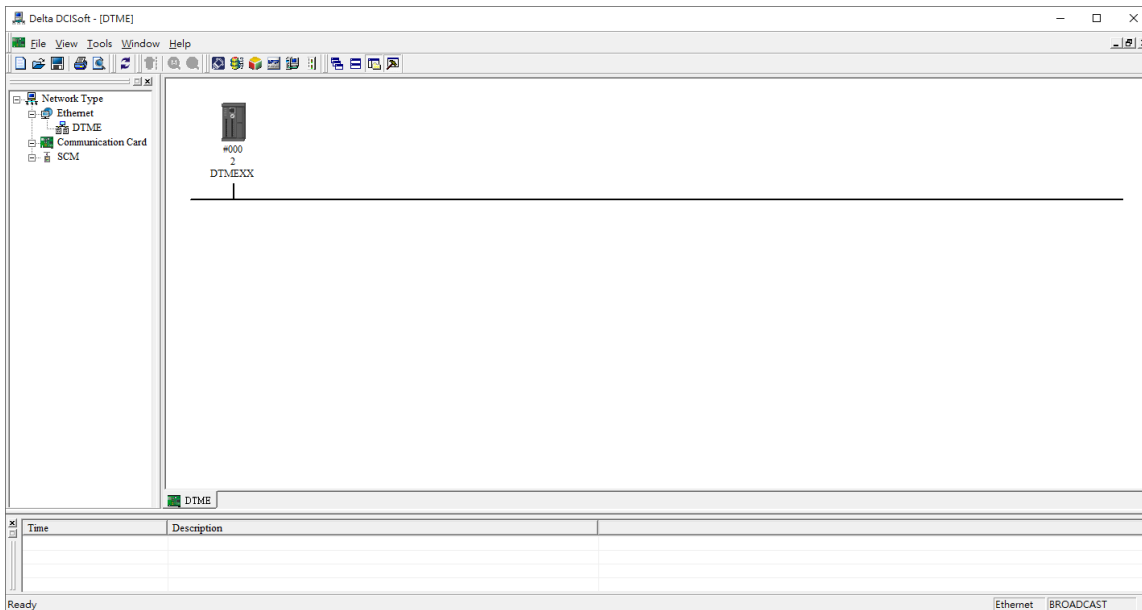 Delta DCISoft - [DTME]
File View Tools Window Help
Network Type
Ethernet
DTME
Communication Card
SCM
#000
2
DTMEXX
DTME
Time Description
Ready Ethernet BROADCAST